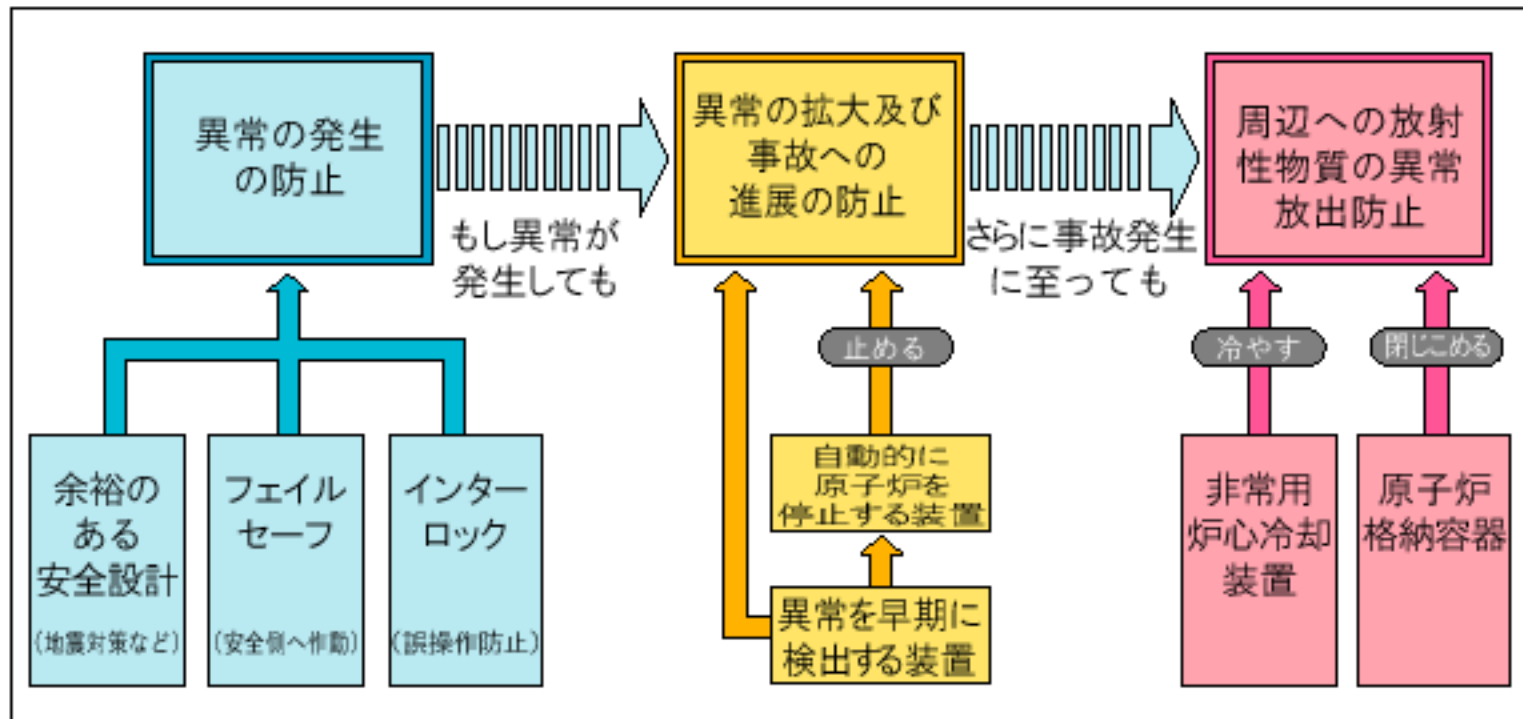 異常の発生
の防止
もし異常が
発生しても
異常の拡大及び
事故への
進展の防止
さらに事故発生
に至っても
周辺への放射
性物質の異常
放出防止
止める
冷やす
閉じこめる
余裕の
ある
安全設計
(地震対策など)
フェイル
セーフ
(安全側へ作動)
インター
ロック
(誤操作防止)
自動的に
原子炉を
停止する装置
異常を早期に
検出する装置
非常用
炉心冷却
装置
原子炉
格納容器